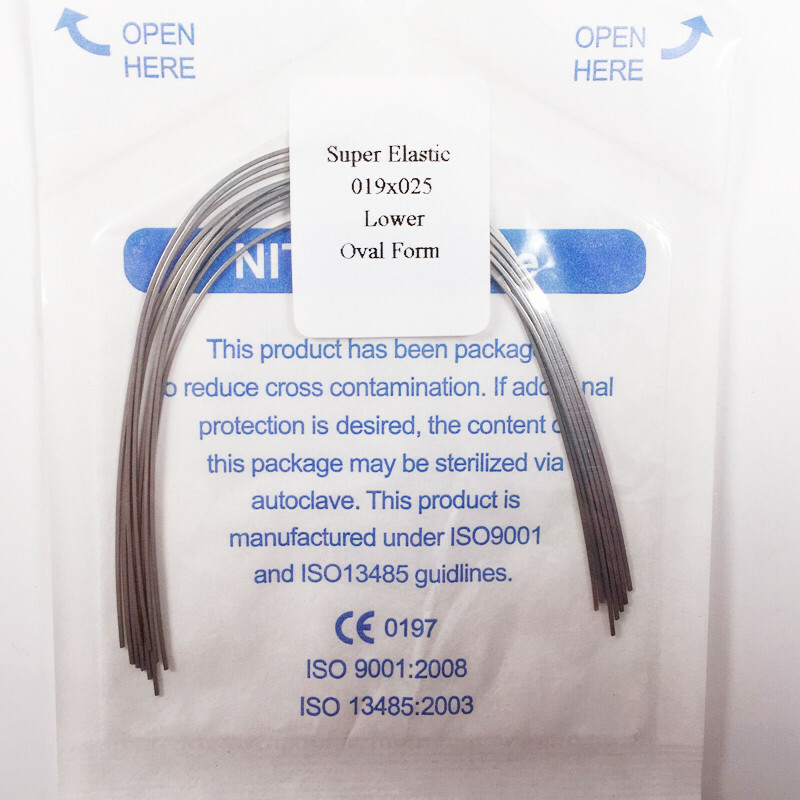 OPEN HERE
OPEN HERE
Super Elastic
019x025
Lower
Oval Form
NIT
This product has been packag
o reduce cross contamination. If add nal
protection is desired, the content o
this package may be sterilized via
autoclave. This product is
manufactured under ISO9001
and ISO13485 guidlines.
CE 0197
ISO 9001:2008
ISO 13485:2003